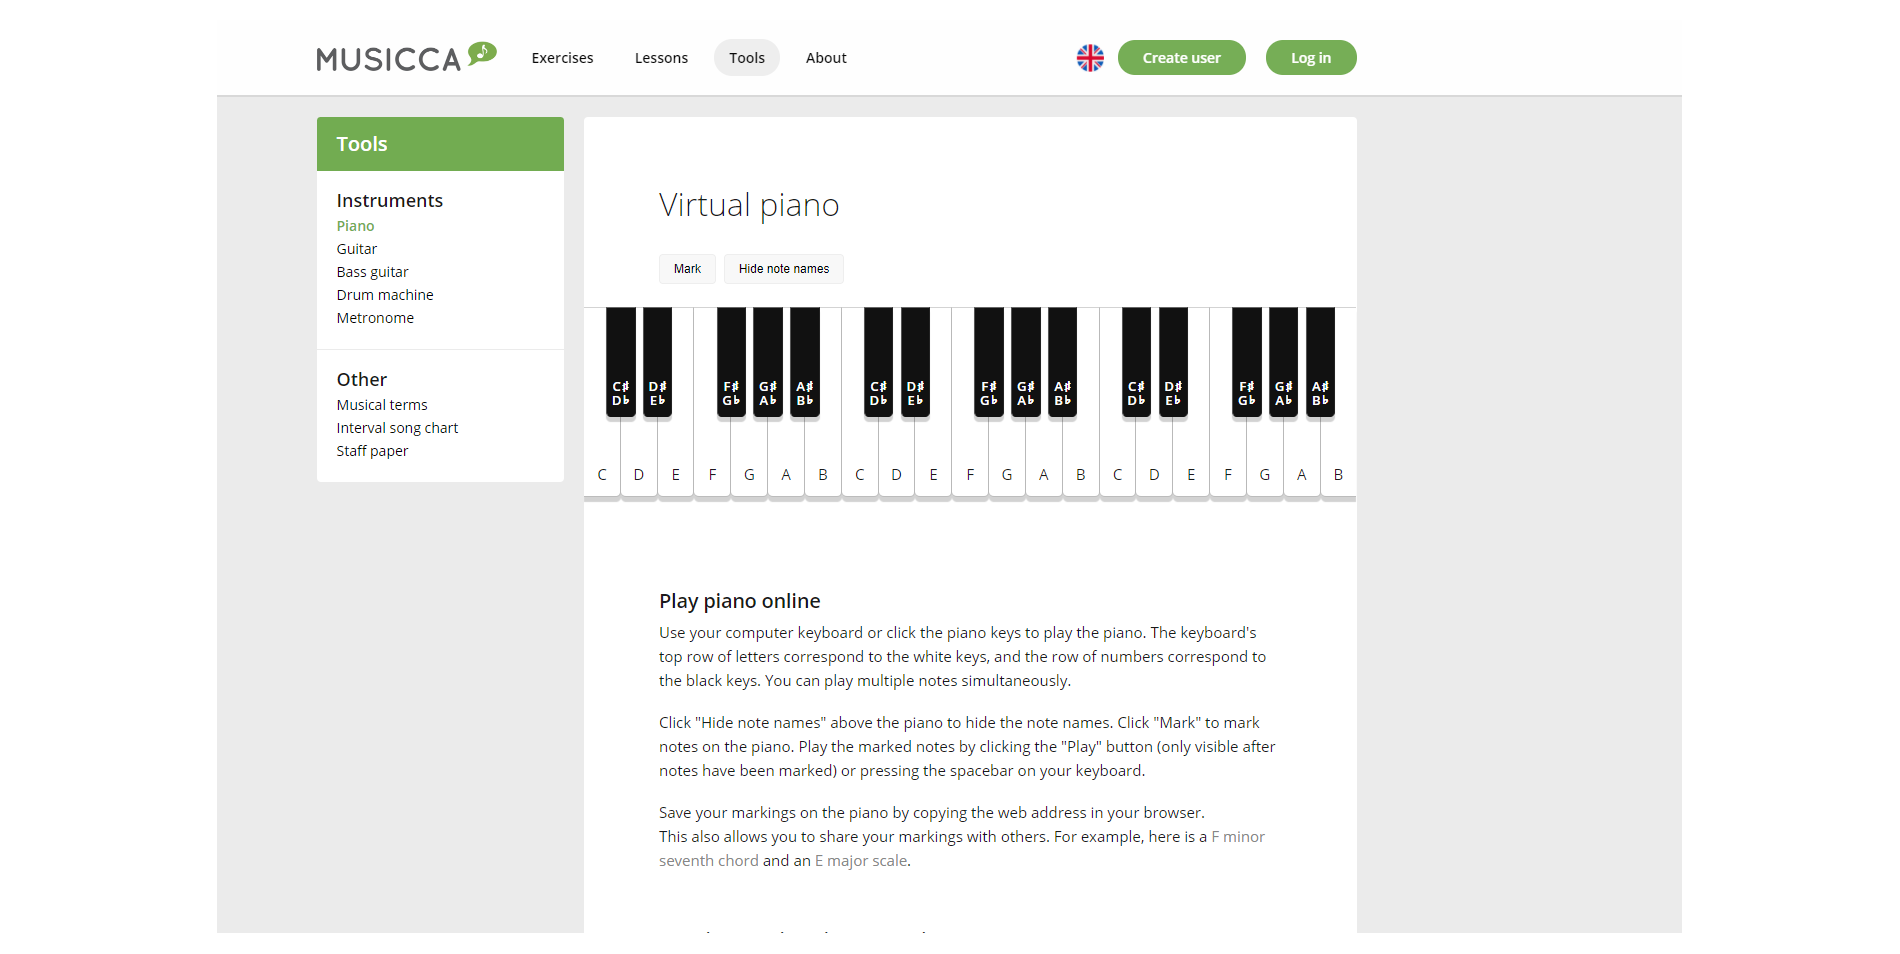 MUSICCA
Exercises
Lessons
Tools
About
Create user
Log in
Tools
Instruments
Piano
Guitar
Bass guitar
Drum machine
Metronome
Other
Musical terms
Interval song chart
Staff paper
Virtual piano
Mark
Hide note names
C♯ D♯ F♯ G♯ A♯ C♯ D♯ F♯ G♯ A♯ C♯ D♯ F♯ G♯ A♯
D♭ E♭ G♭ A♭ B♭ D♭ E♭ G♭ A♭ B♭ D♭ E♭ G♭ A♭ B♭
C D E F G A B C D E F G A B C D E F G A B
Play piano online
Use your computer keyboard or click the piano keys to play the piano. The keyboard's
top row of letters correspond to the white keys, and the row of numbers correspond to
the black keys. You can play multiple notes simultaneously.
Click "Hide note names" above the piano to hide the note names. Click "Mark" to mark
notes on the piano. Play the marked notes by clicking the "Play" button (only visible after
notes have been marked) or pressing the spacebar on your keyboard.
Save your markings on the piano by copying the web address in your browser.
This also allows you to share your markings with others. For example, here is a F minor
seventh chord and an E major scale.